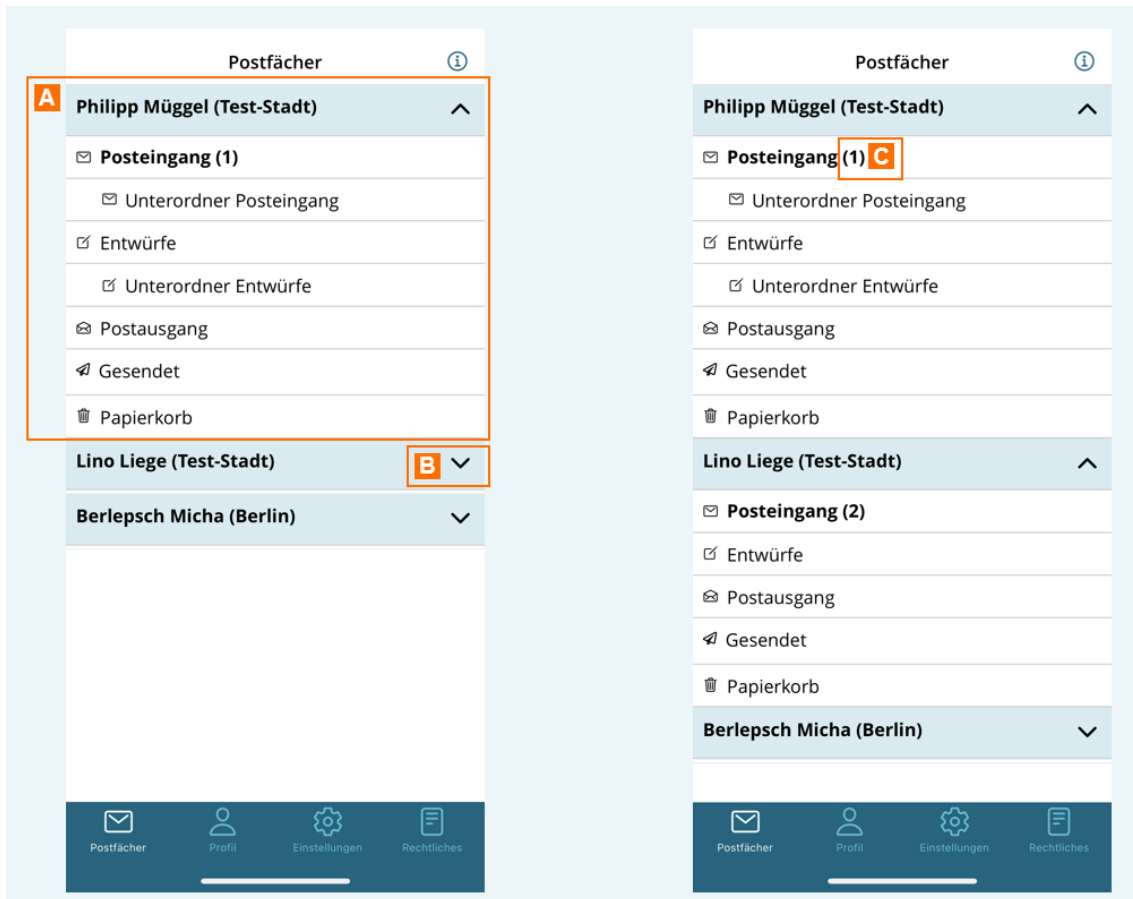 Postfächer
A
Philipp Müggel (Test-Stadt)
Posteingang (1)
Unterordner Posteingang
Entwürfe
Unterordner Entwürfe
Postausgang
Gesendet
Papierkorb
Lino Liege (Test-Stadt)
B
Berlepsch Micha (Berlin)
Postfächer Profil Einstellungen Rechtliches
Postfächer
Philipp Müggel (Test-Stadt)
Posteingang (1) C
Unterordner Posteingang
Entwürfe
Unterordner Entwürfe
Postausgang
Gesendet
Papierkorb
Lino Liege (Test-Stadt)
Posteingang (2)
Entwürfe
Postausgang
Gesendet
Papierkorb
Berlepsch Micha (Berlin)
Postfächer Profil Einstellungen Rechtliches